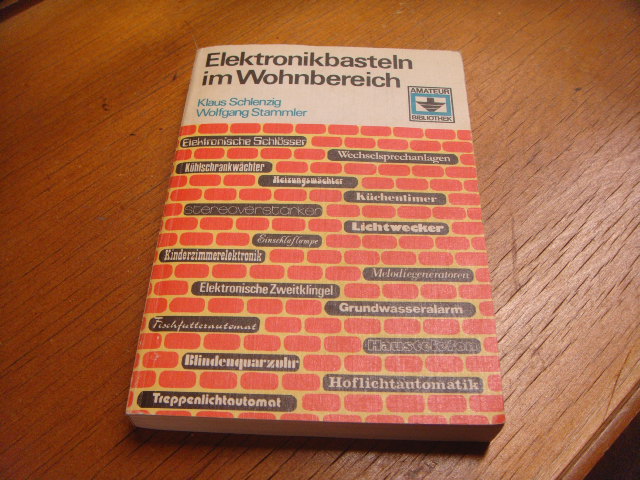 Elektronikbasteln
im Wohnbereich
Klaus Schlenzig
Wolfgang Stammler
AMATEUR
BIBLIOTHEK
Elektronische Schlösser
Wechselsprechanlagen
Kühlschrankwächter
Heizungswächter
Küchentimer
stereoverstärker
Lichtwecker
Einschlaflampe
Kinderzimmerelektronik
Melodiegeneratoren
Elektronische Zweitklingel
Grundwasseralarm
Fischfutterautomat
Haustelefon
Blindenquarzuhr
Hoflichtautomatik
Treppenlichtautomat